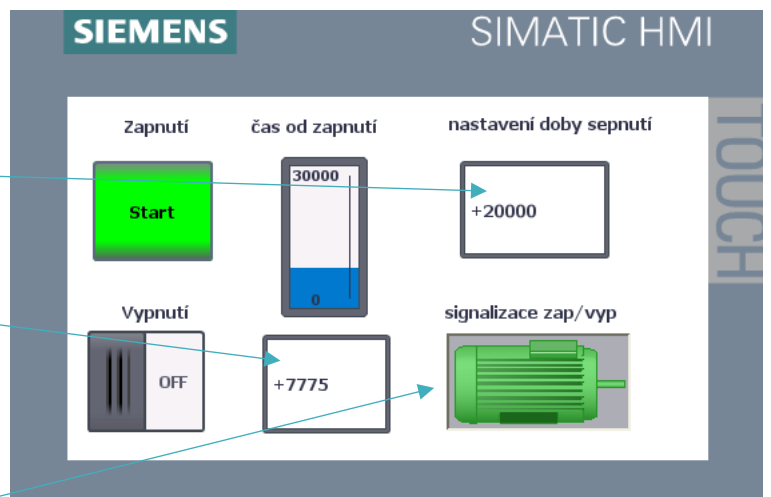 SIEMENS
SIMATIC HMI
TOUCH
Zapnutí
čas od zapnutí
nastavení doby sepnutí
Start
30000
0
+20000
Vypnutí
signalizace zap/vyp
OFF
+7775